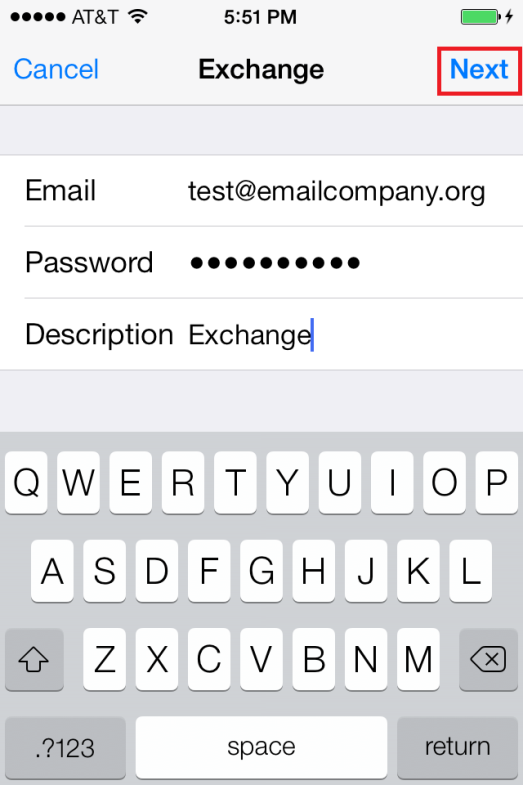 AT&T 5:51 PM
Cancel Exchange Next
Email test@emailcompany.org
Password ●●●●●●●●●●
Description Exchange
Q W E R T Y U I O P
A S D F G H J K L
Z X C V B N M
.?123 space return